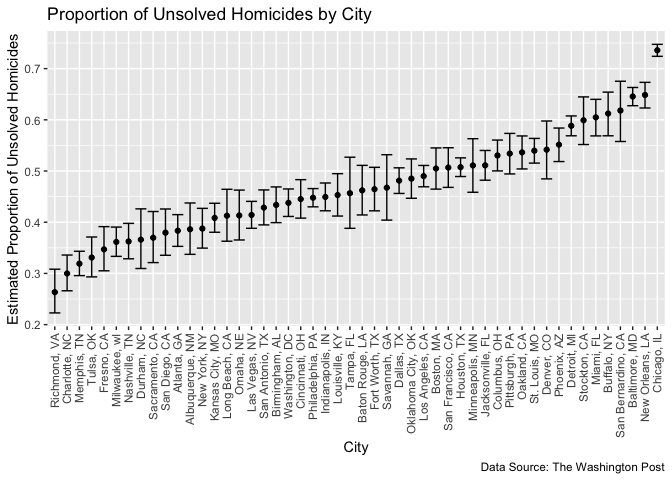 Proportion of Unsolved Homicides by City
Estimated Proportion of Unsolved Homicides
0.7
0.6
0.5
0.4
0.3
0.2
Richmond, VA
Charlotte, NC
Memphis, TN
Tulsa, OK
Fresno, CA
Milwaukee, wI
Nashville, TN
Durham, NC
Sacramento, CA
San Diego, CA
Atlanta, GA
Albuquerque, NM
New York, NY
Kansas City, MO
Long Beach, CA
Omaha, NE
Las Vegas, NV
San Antonio, TX
Birmingham, AL
Washington, DC
Cincinnati, OH
Philadelphia, PA
Indianapolis, IN
Louisville, KY
Tampa, FL
Baton Rouge, LA
Fort Worth, TX
Savannah, GA
Dallas, TX
Oklahoma City, OK
Los Angeles, CA
Boston, MA
San Francisco, CA
Houston, TX
Minneapolis, MN
Jacksonville, FL
Columbus, OH
Pittsburgh, PA
Oakland, CA
St. Louis, MO
Denver, CO
Phoenix, AZ
Detroit, MI
Stockton, CA
Miami, FL
Buffalo, NY
San Bernardino, CA
Baltimore, MD
New Orleans, LA
Chicago, IL
City
Data Source: The Washington Post